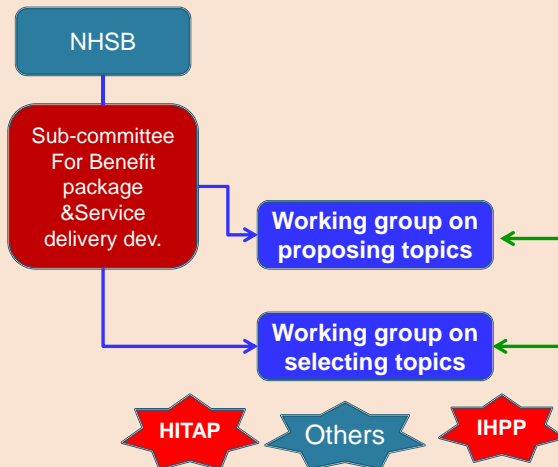 NHSB
Sub-committee
For Benefit
package
&Service
delivery dev.
Working group on
proposing topics
Working group on
selecting topics
HITAP
Others
IHPP